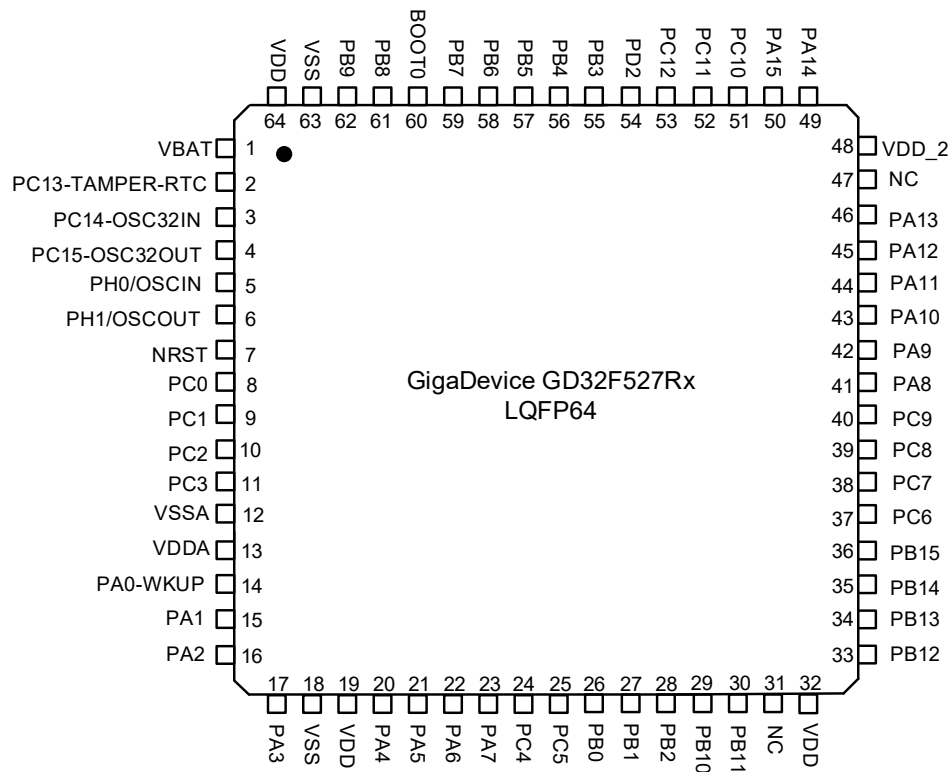 VDD VSS PB9 PB8 BOOT0 PB7 PB6 PB5 PB4 PB3 PD2 PC12 PC11 PC10 PA15 PA14
64 63 62 61 60 59 58 57 56 55 54 53 52 51 50 49
VBAT 1
PC13-TAMPER-RTC 2
PC14-OSC32IN 3
PC15-OSC32OUT 4
PH0/OSCIN 5
PH1/OSCOUT 6
NRST 7
PC0 8
PC1 9
PC2 10
PC3 11
VSSA 12
VDDA 13
PA0-WKUP 14
PA1 15
PA2 16
GigaDevice GD32F527Rx
LQFP64
48 VDD_2
47 NC
46 PA13
45 PA12
44 PA11
43 PA10
42 PA9
41 PA8
40 PC9
39 PC8
38 PC7
37 PC6
36 PB15
35 PB14
34 PB13
33 PB12
17 18 19 20 21 22 23 24 25 26 27 28 29 30 31 32
PA3 VSS VDD PA4 PA5 PA6 PA7 PC4 PC5 PB0 PB1 PB2 PB10 PB11 NC VDD